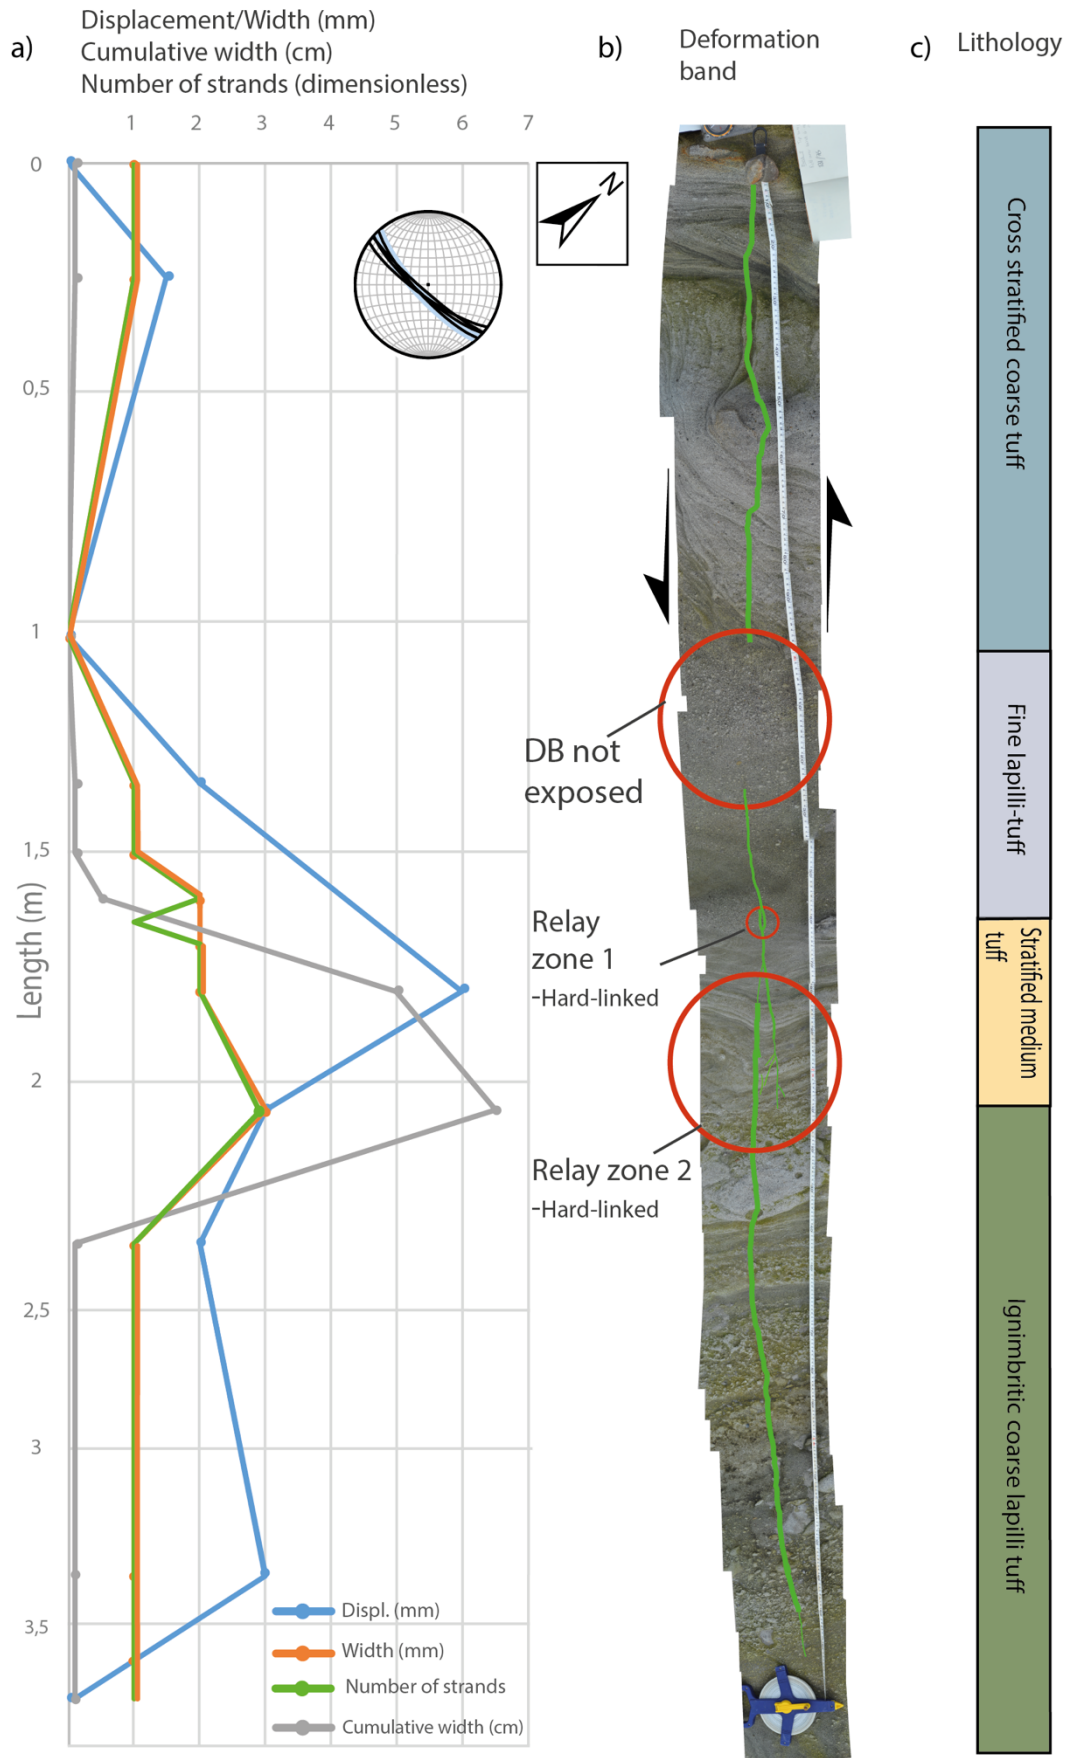 a)
Displacement/Width (mm)
Cumulative width (cm)
Number of strands (dimensionless)
b)
Deformation
band
c)
Lithology
1
2
3
4
5
6
7
0
0,5
1
1,5
2
2,5
3
3,5
Length (m)
N
DB not
exposed
Relay
zone 1
-Hard-linked
Relay zone 2
-Hard-linked
Displ. (mm)
Width (mm)
Number of strands
Cumulative width (cm)
Cross stratified coarse tuff
Fine lapilli-tuff
Stratified medium
tuff
Ignimbritic coarse lapilli tuff